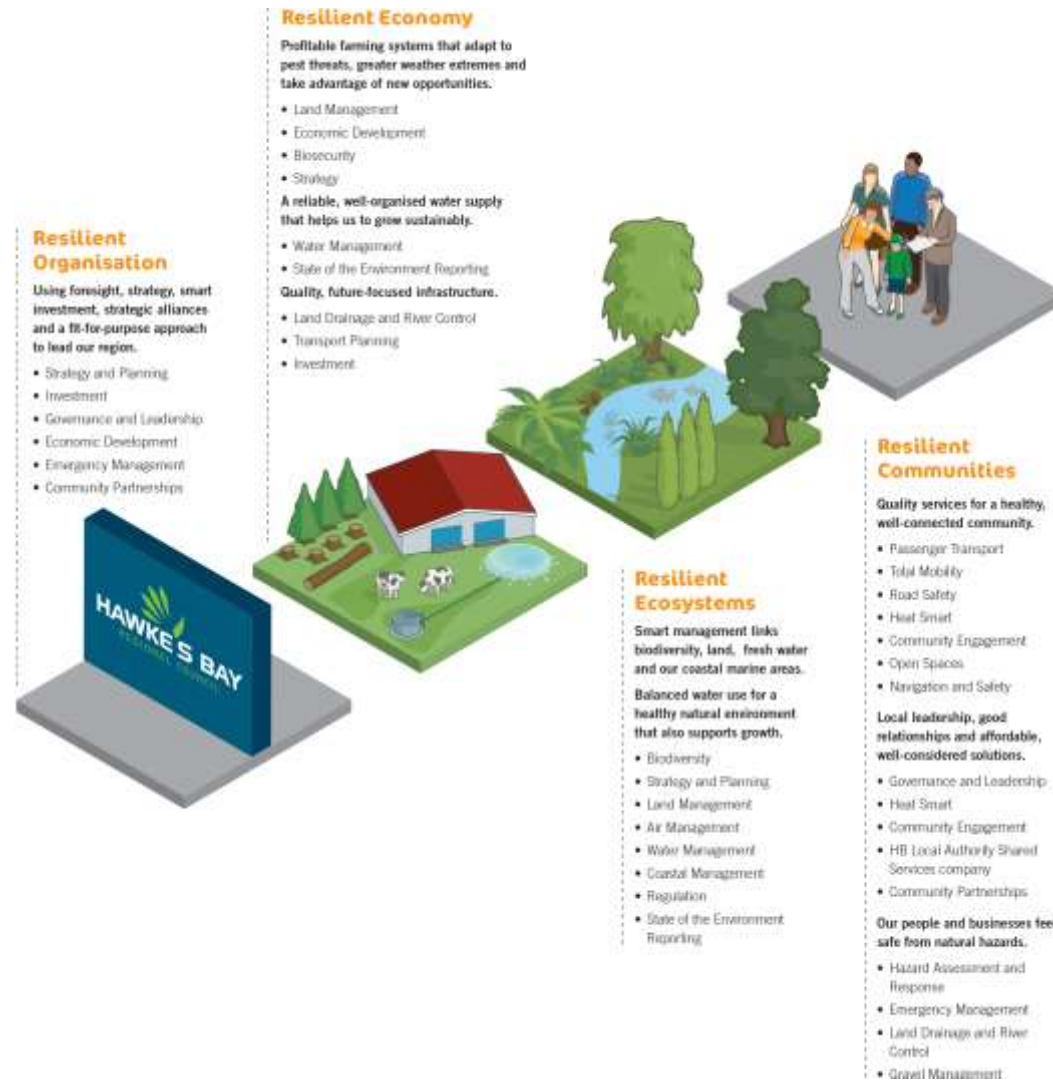 Resilient Economy
Profitable farming systems that adapt to
pest threats, greater weather extremes and
take advantage of new opportunities.
• Land Management
• Economic Development
• Biosecurity
• Strategy
A reliable, well-organised water supply
that helps us to grow sustainably.
• Water Management
• State of the Environment Reporting
Quality, future-focused infrastructure.
• Land Drainage and River Control
• Transport Planning
• Investment
Resilient
Organisation
Using foresight, strategy, smart
investment, strategic alliances
and a fit-for-purpose approach
to lead our region.
• Strategy and Planning
• Investment
• Governance and Leadership
• Economic Development
• Emergency Management
• Community Partnerships
HAWKE'S BAY
REGIONAL COUNCIL
Resilient
Ecosystems
Smart management links
biodiversity, land, fresh water
and our coastal marine areas.
Balanced water use for a
healthy natural environment
that also supports growth.
• Biodiversity
• Strategy and Planning
• Land Management
• Air Management
• Water Management
• Coastal Management
• Regulation
• State of the Environment
Reporting
Resilient
Communities
Quality services for a healthy,
well-connected community.
• Passenger Transport
• Total Mobility
• Road Safety
• Heat Smart
• Community Engagement
• Open Spaces
• Navigation and Safety
Local leadership, good
relationships and affordable,
well-considered solutions.
• Governance and Leadership
• Heat Smart
• Community Engagement
• HB Local Authority Shared
Services company
• Community Partnerships
Our people and businesses fee
safe from natural hazards.
• Hazard Assessment and
Response
• Emergency Management
• Land Drainage and River
Control
• Gravel Management